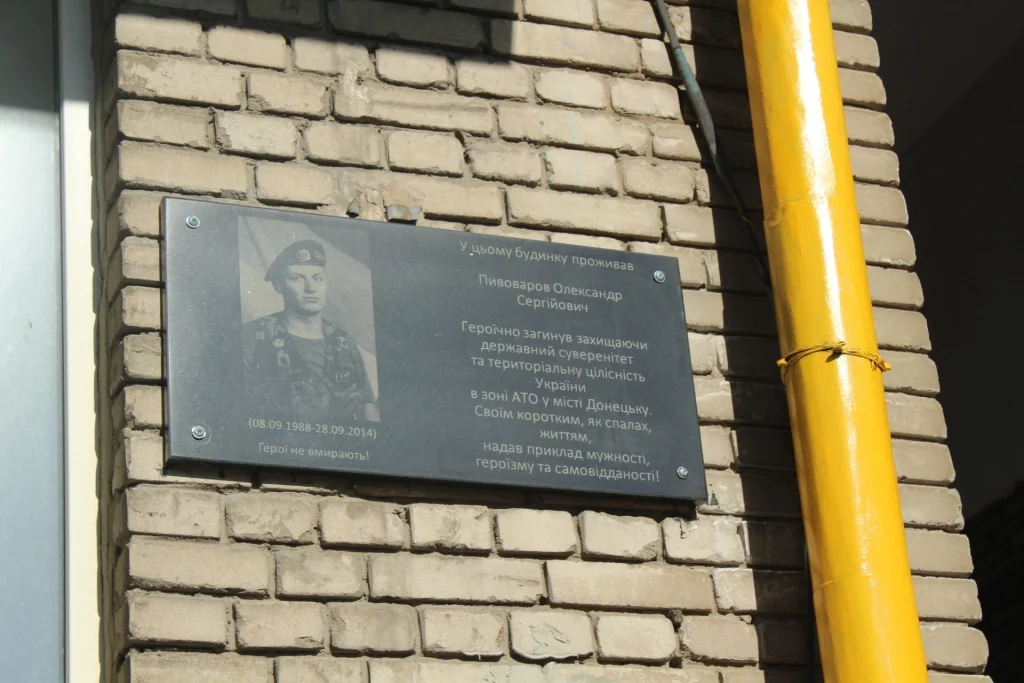 У цьому будинку проживав
Пивоваров Олександр
Сергійович
Героїчно загинув захищаючи
державний суверенітет
та територіальну цілісність
України
в зоні АТО у місті Донецьку.
Своїм коротким, як спалах,
життям,
надав приклад мужності,
героїзму та самовідданості!
(08.09.1988-28.09.2014)
Герої не вмирають!